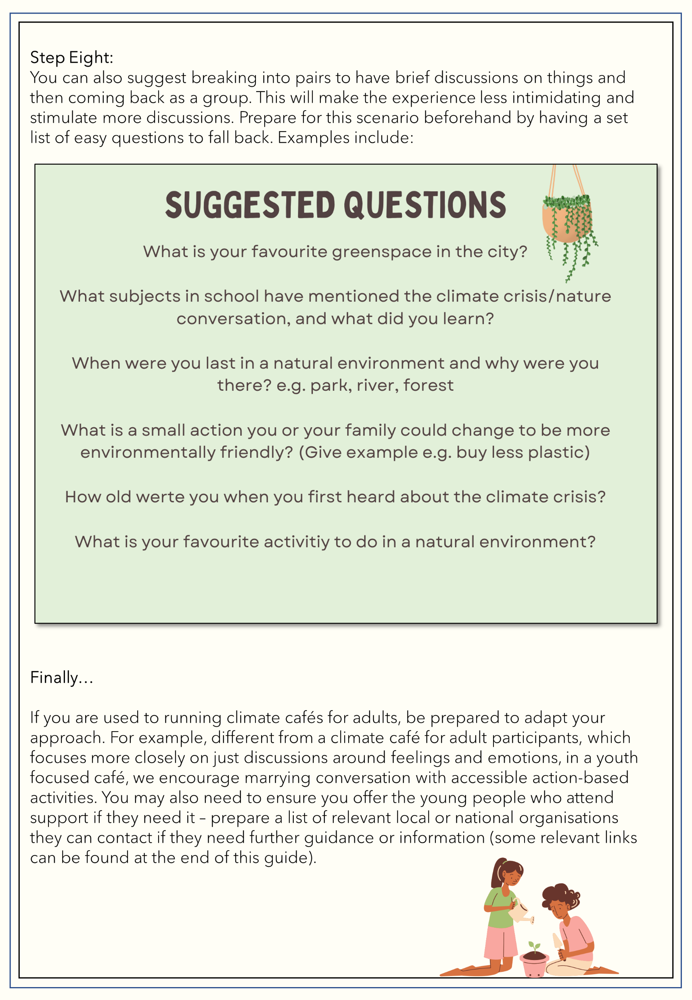 Step Eight:
You can also suggest breaking into pairs to have brief discussions on things and
then coming back as a group. This will make the experience less intimidating and
stimulate more discussions. Prepare for this scenario beforehand by having a set
list of easy questions to fall back. Examples include:
SUGGESTED QUESTIONS
What is your favourite greenspace in the city?
What subjects in school have mentioned the climate crisis/nature
conversation, and what did you learn?
When were you last in a natural environment and why were you
there? e.g. park, river, forest
What is a small action you or your family could change to be more
environmentally friendly? (Give example e.g. buy less plastic)
How old werte you when you first heard about the climate crisis?
What is your favourite activitiy to do in a natural environment?
Finally...
If you are used to running climate cafés for adults, be prepared to adapt your
approach. For example, different from a climate café for adult participants, which
focuses more closely on just discussions around feelings and emotions, in a youth
focused café, we encourage marrying conversation with accessible action-based
activities. You may also need to ensure you offer the young people who attend
support if they need it – prepare a list of relevant local or national organisations
they can contact if they need further guidance or information (some relevant links
can be found at the end of this guide).